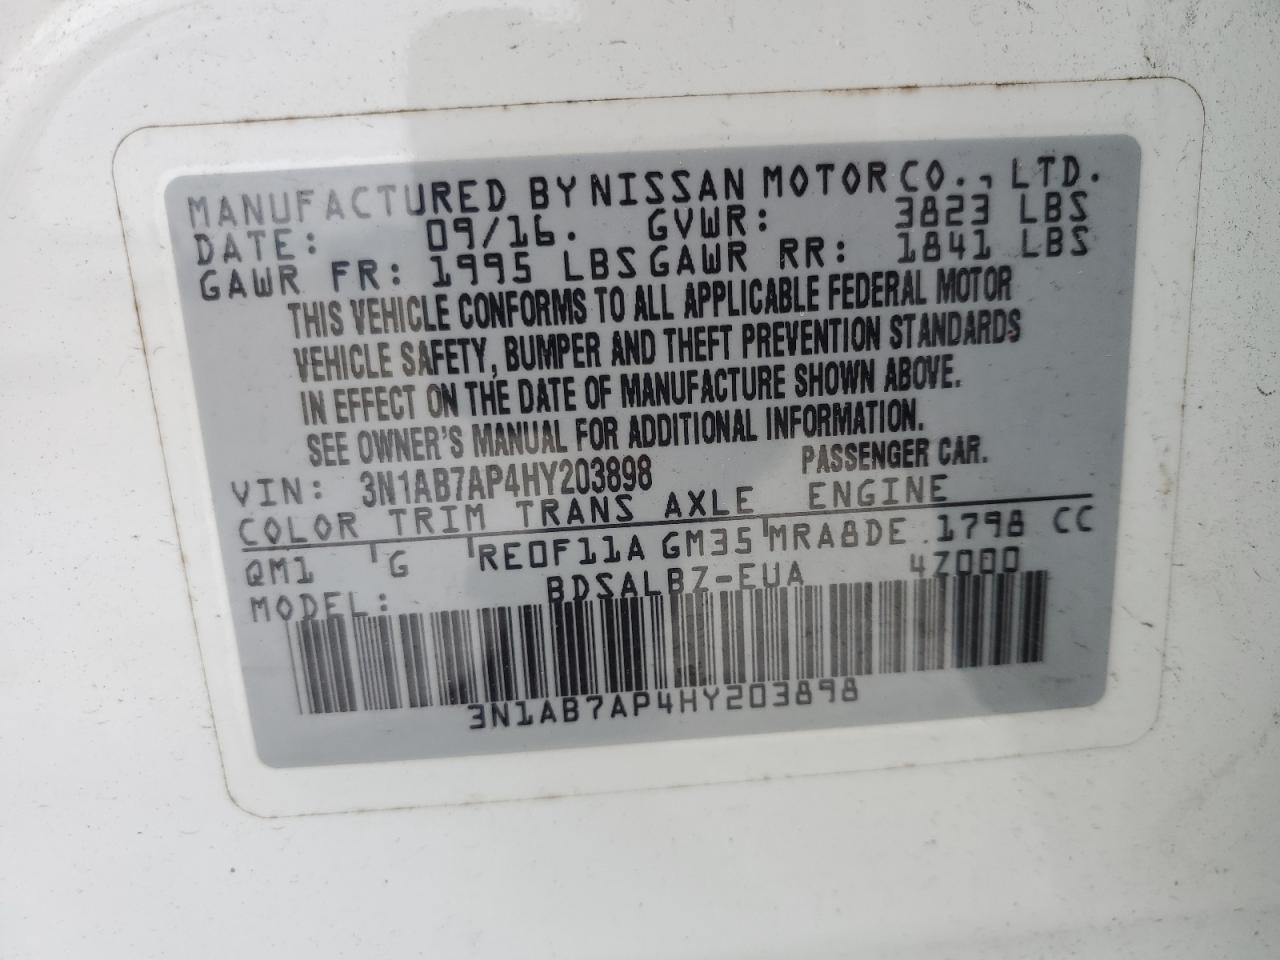 MANUFACTURED BY NISSAN MOTOR CO., LTD.
DATE: 09/16. GVWR: 3823 LBS
GAWR FR: 1995 LBS GAWR RR: 1841 LBS
THIS VEHICLE CONFORMS TO ALL APPLICABLE FEDERAL MOTOR
VEHICLE SAFETY, BUMPER AND THEFT PREVENTION STANDARDS
IN EFFECT ON THE DATE OF MANUFACTURE SHOWN ABOVE.
SEE OWNER'S MANUAL FOR ADDITIONAL INFORMATION.
VIN: 3N1AB7AP4HY203898 PASSENGER CAR.
COLOR TRIM TRANS AXLE ENGINE
QM1 G RE0F11A GM35 MRA8DE 1798 CC
MODEL: BDSALBZ-EUA 4Z000
3N1AB7AP4HY203898